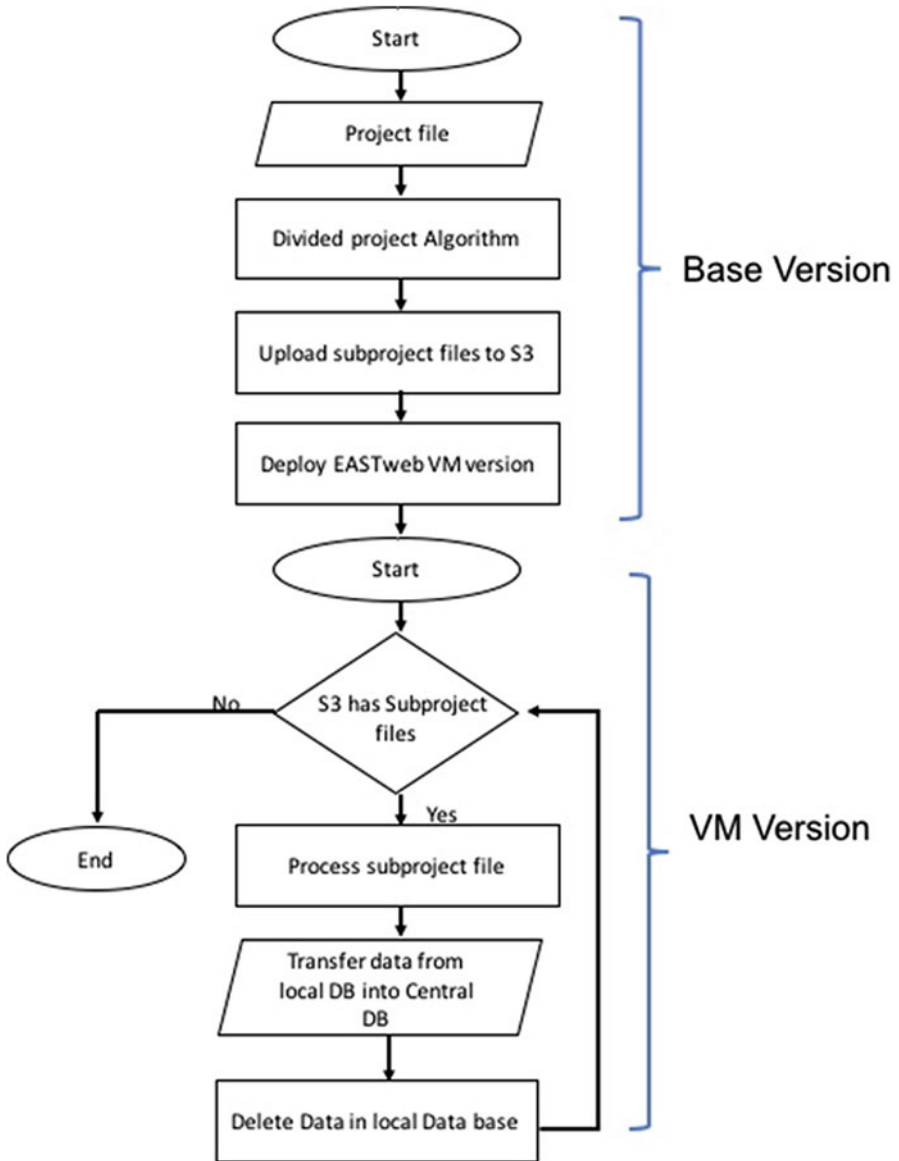 Start
Project file
Divided project Algorithm
Upload subproject files to S3
Deploy EASTweb VM version
Base Version
Start
S3 has Subproject
files
No
Yes
End
Process subproject file
VM Version
Transfer data from
local DB into Central
DB
Delete Data in local Data base